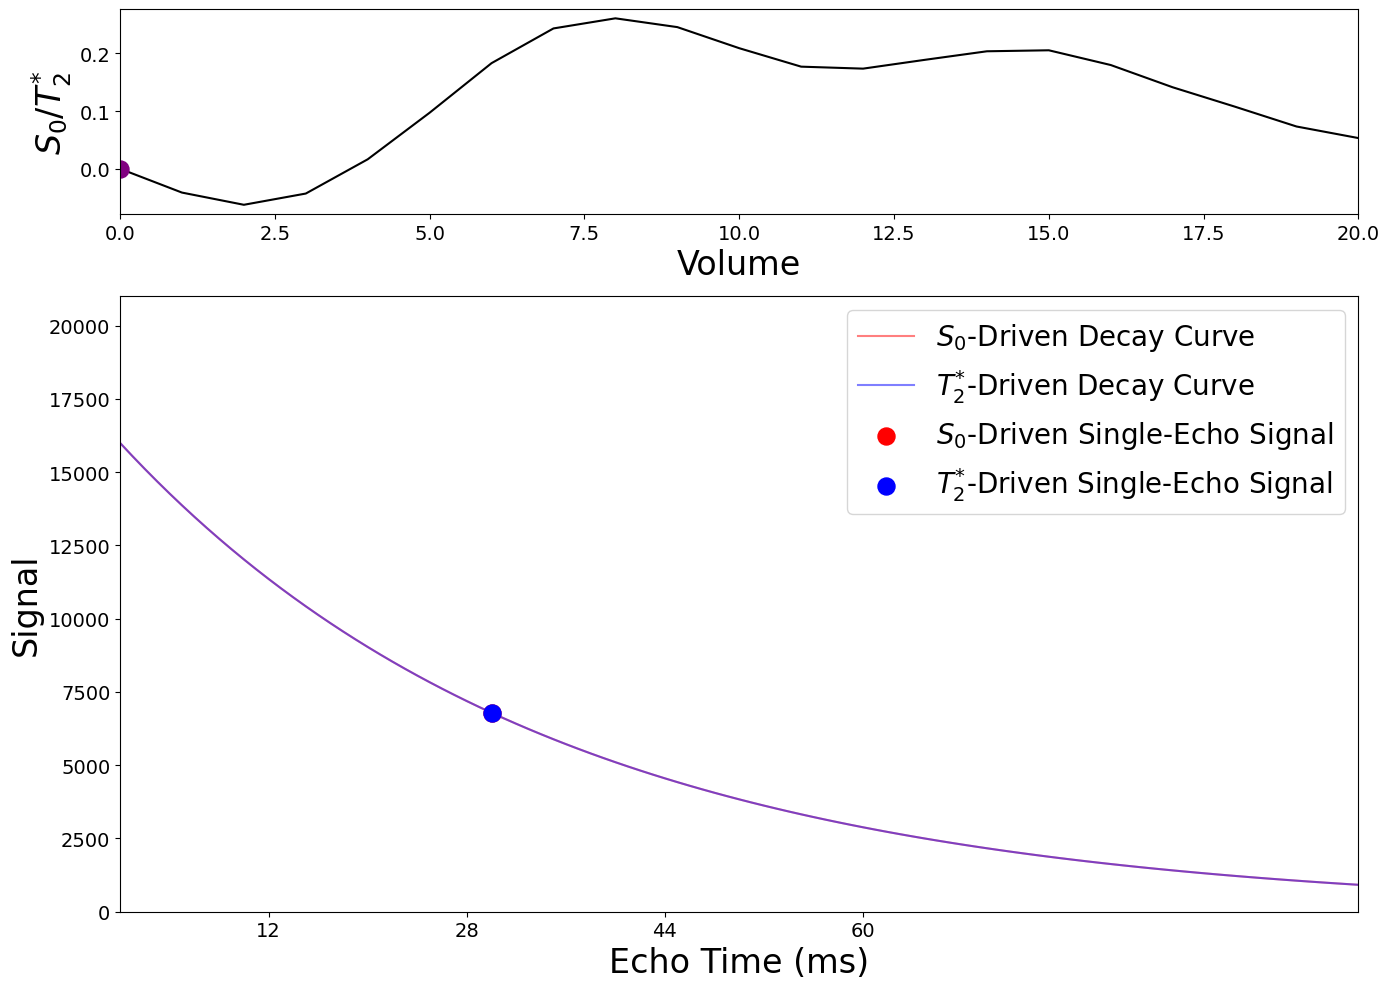 S₀/T₂*
0.2
0.1
0.0
0.0 2.5 5.0 7.5 10.0 12.5 15.0 17.5 20.0
Volume
Signal
20000
17500
15000
12500
10000
7500
5000
2500
0
S₀-Driven Decay Curve
T₂*-Driven Decay Curve
S₀-Driven Single-Echo Signal
T₂*-Driven Single-Echo Signal
12 28 44 60
Echo Time (ms)